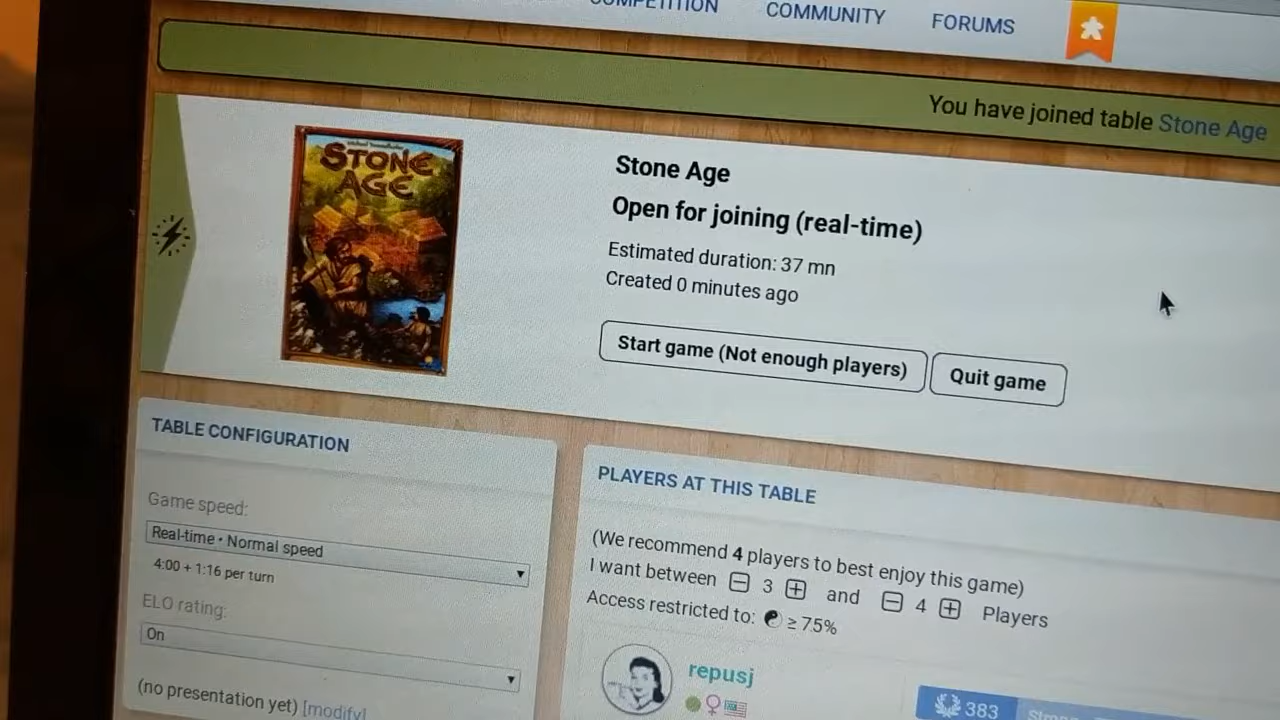 COMPETITION COMMUNITY FORUMS
You have joined table Stone Age
STONE
AGE
Stone Age
Open for joining (real-time)
Estimated duration: 37 mn
Created 0 minutes ago
Start game (Not enough players) Quit game
TABLE CONFIGURATION
Game speed:
Real-time • Normal speed
4:00 + 1:16 per turn
ELO rating:
On
(no presentation yet) [modify]
PLAYERS AT THIS TABLE
(We recommend 4 players to best enjoy this game)
I want between 3 and 4 Players
Access restricted to: ≥ 75%
repusj
383